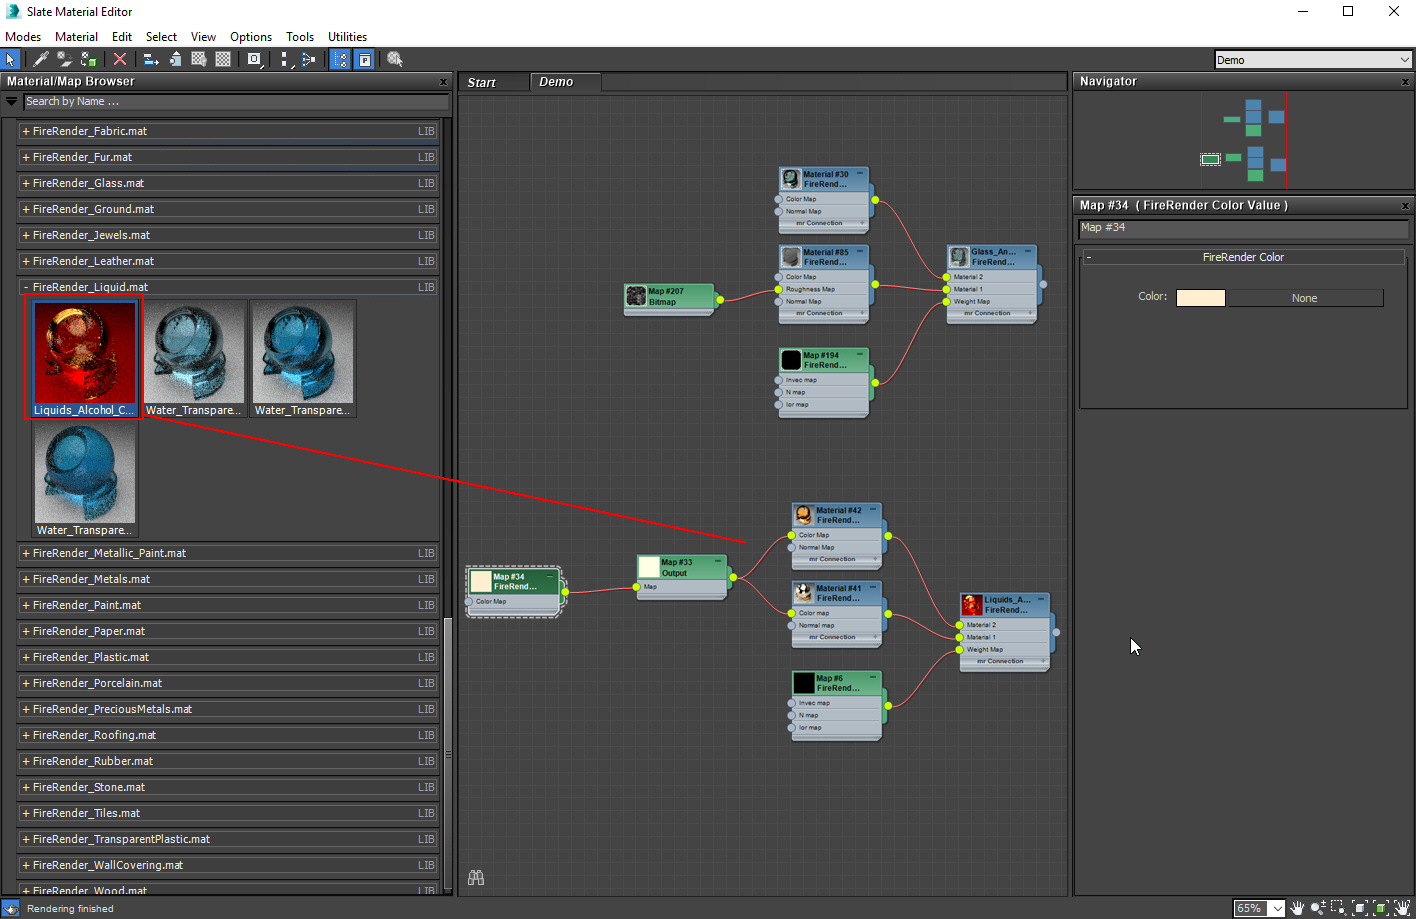 Slate Material Editor
Modes Material Edit Select View Options Tools Utilities
Demo
Material/Map Browser x
Search by Name ...
+ FireRender_Fabric.mat LIB
+ FireRender_Fur.mat LIB
+ FireRender_Glass.mat LIB
+ FireRender_Ground.mat LIB
+ FireRender_Jewels.mat LIB
+ FireRender_Leather.mat LIB
- FireRender_Liquid.mat LIB
Liquids_Alcohol_C... Water_Transpare... Water_Transpare...
Water_Transpare...
+ FireRender_Metallic_Paint.mat LIB
+ FireRender_Metals.mat LIB
+ FireRender_Paint.mat LIB
+ FireRender_Paper.mat LIB
+ FireRender_Plastic.mat LIB
+ FireRender_Porcelain.mat LIB
+ FireRender_PreciousMetals.mat LIB
+ FireRender_Roofing.mat LIB
+ FireRender_Rubber.mat LIB
+ FireRender_Stone.mat LIB
+ FireRender_Tiles.mat LIB
+ FireRender_TransparentPlastic.mat LIB
+ FireRender_WallCovering.mat LIB
+ FireRender_Wood.mat LIB
Start Demo
Material #30
FireRend...
Color Map
Normal Map
mr Connection +
Material #85
FireRend...
Color Map
Roughness Map
Normal Map
mr Connection +
Map #207
Bitmap
Glass_An...
FireRend...
Material 2
Material 1
Weight Map
mr Connection +
Map #194
FireRend...
Invec map
N map
Ior map
Material #42
FireRend...
Color Map
Normal Map
mr Connection +
Map #34
FireRend...
Color Map
Map #33
Output
Map
Material #41
FireRend...
Color map
Normal map
mr Connection +
Liquids_A...
FireRend...
Material 2
Material 1
Weight Map
mr Connection +
Map #6
FireRend...
Invec map
N map
Ior map
Navigator x
Map #34 ( FireRender Color Value ) x
Map #34
- FireRender Color
Color: None
Rendering finished
65%